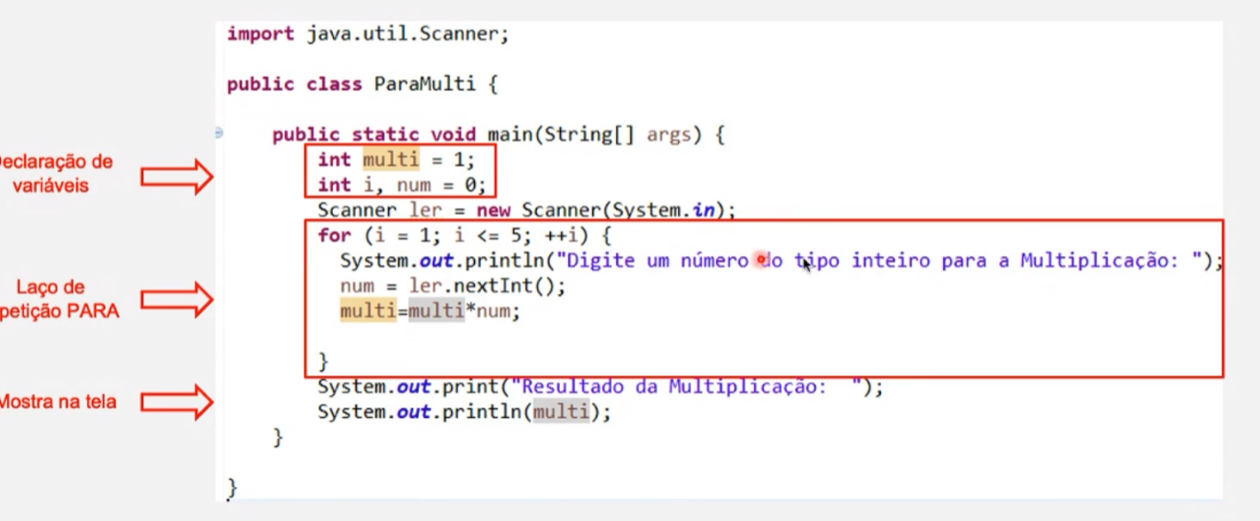 import java.util.Scanner;
public class ParaMulti {
public static void main(String[] args) {
eclaração de
variáveis
int multi = 1;
int i, num = 0;
Scanner ler = new Scanner(System.in);
for (i = 1; i <= 5; ++i) {
System.out.println("Digite um número do tipo inteiro para a Multiplicação: ");
num = ler.nextInt();
multi=multi*num;
}
Laço de
petição PARA
System.out.print("Resultado da Multiplicação:  ");
System.out.println(multi);
Mostra na tela
}
}